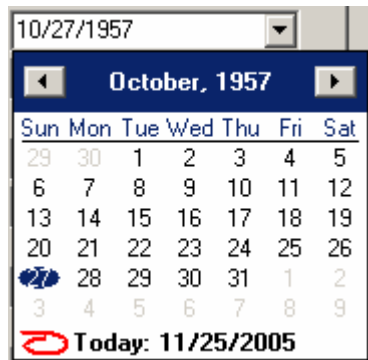 10/27/1957
October, 1957
Sun Mon Tue Wed Thu Fri Sat
29 30 1 2 3 4 5
6 7 8 9 10 11 12
13 14 15 16 17 18 19
20 21 22 23 24 25 26
27 28 29 30 31 1 2
3 4 5 6 7 8 9
Today: 11/25/2005